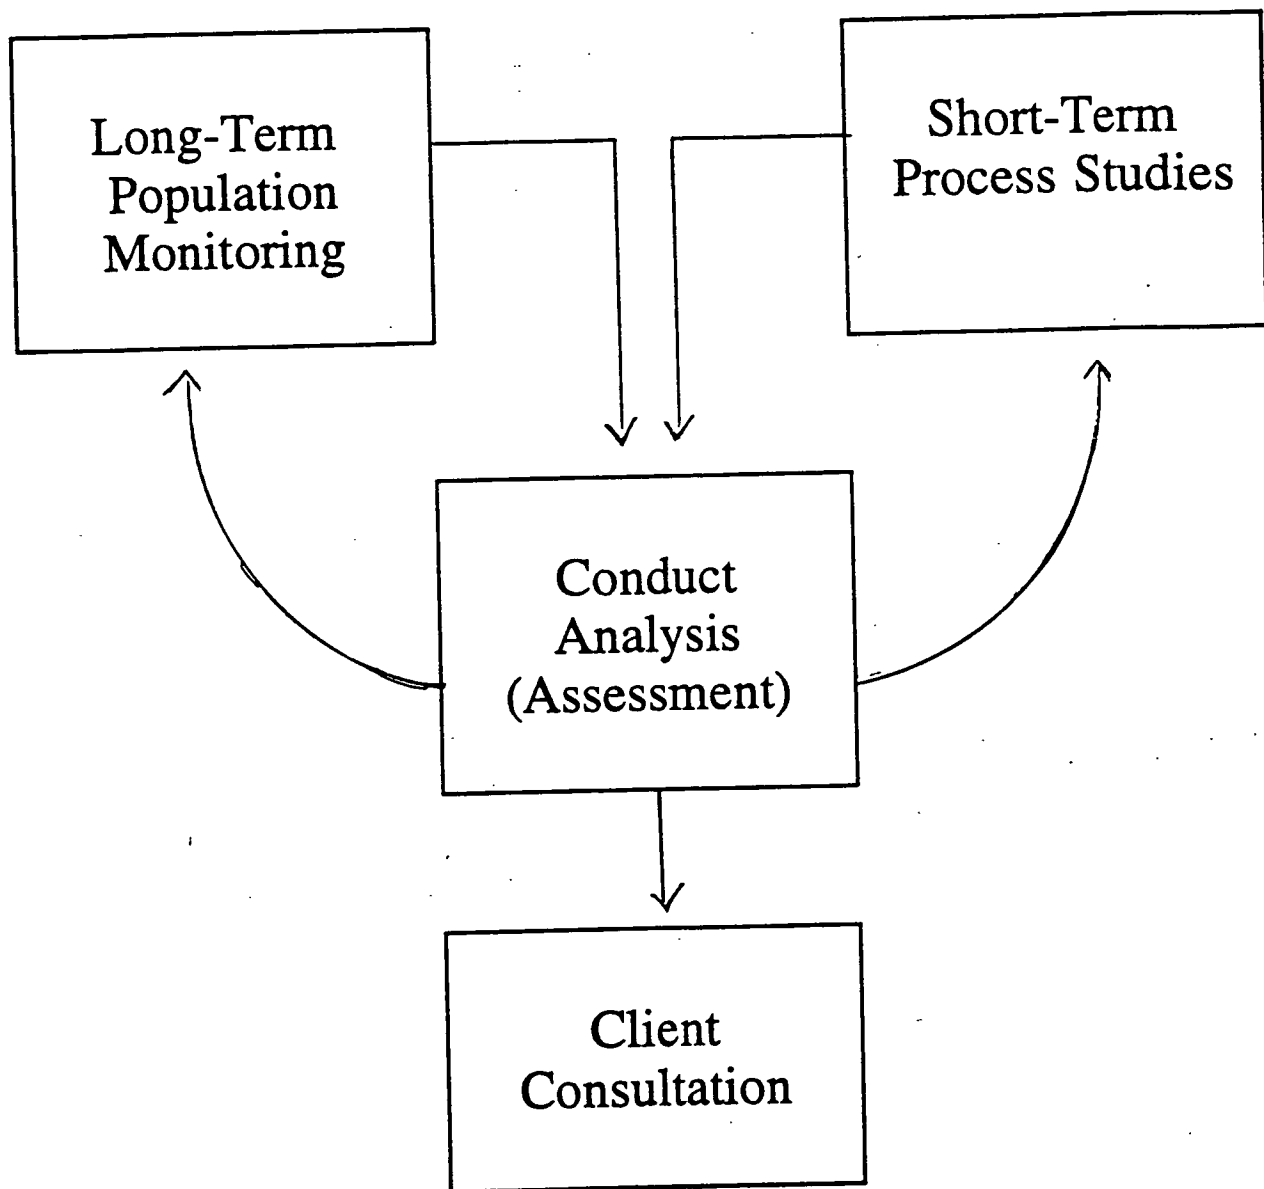 Long-Term
Population
Monitoring
Short-Term
Process Studies
Conduct
Analysis
(Assessment)
Client
Consultation